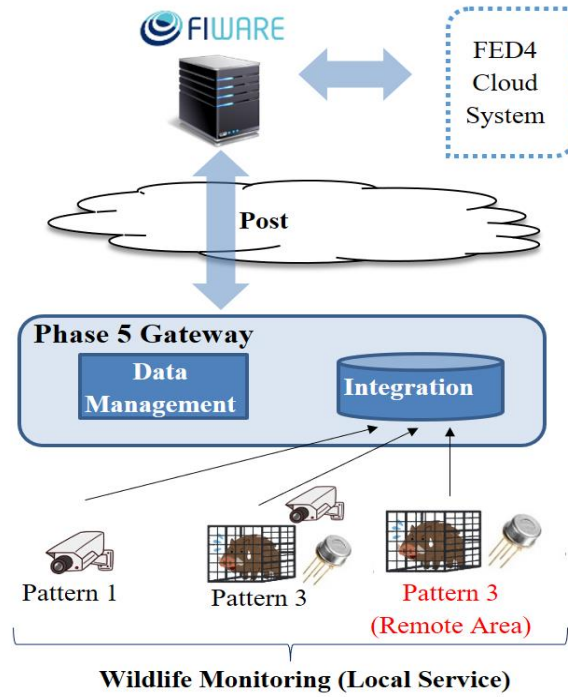 FIWARE
FED4
Cloud
System
Post
Phase 5 Gateway
Data
Management
Integration
Pattern 1
Pattern 3
Pattern 3
(Remote Area)
Wildlife Monitoring (Local Service)